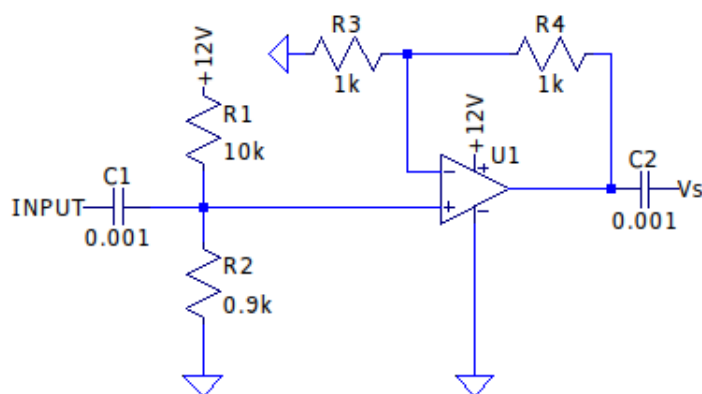 R3
1k
R4
1k
+12V
R1
10k
+12V
U1
+
-
+
-
C1
INPUT
0.001
C2
Vs
0.001
R2
0.9k